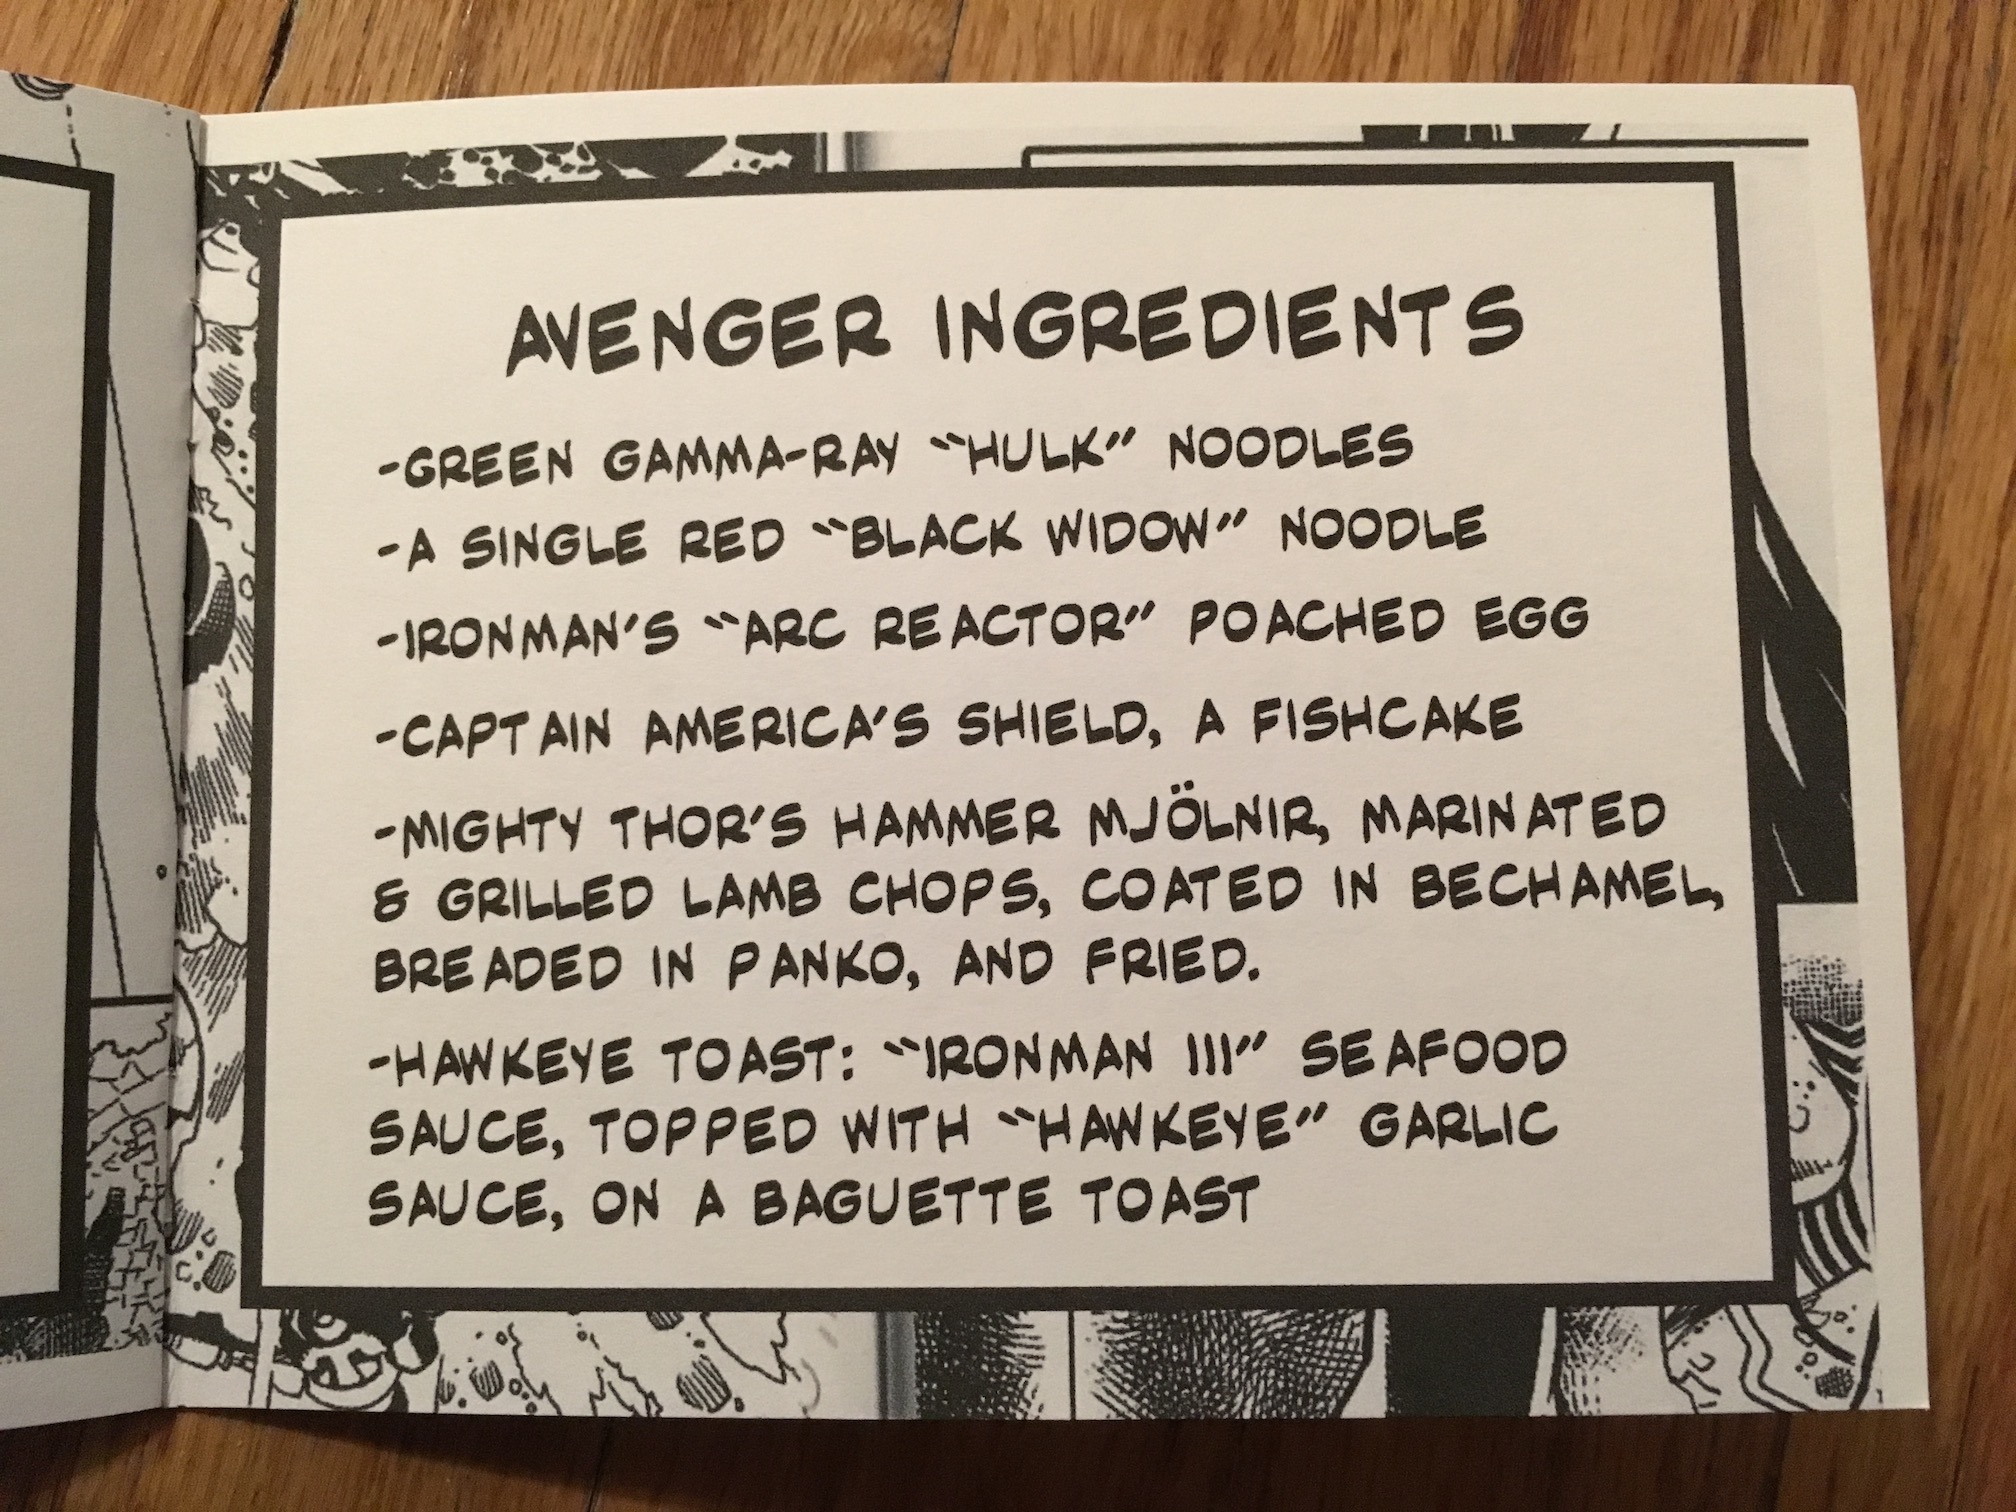 AVENGER INGREDIENTS
-GREEN GAMMA-RAY "HULK" NOODLES
-A SINGLE RED "BLACK WIDOW" NOODLE
-IRONMAN'S "ARC REACTOR" POACHED EGG
-CAPTAIN AMERICA'S SHIELD, A FISHCAKE
-MIGHTY THOR'S HAMMER MJÖLNIR, MARINATED
& GRILLED LAMB CHOPS, COATED IN BECHAMEL,
BREADED IN PANKO, AND FRIED.
-HAWKEYE TOAST: "IRONMAN III" SEAFOOD
SAUCE, TOPPED WITH "HAWKEYE" GARLIC
SAUCE, ON A BAGUETTE TOAST